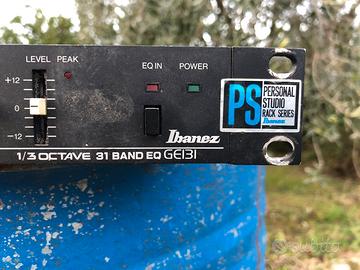 LEVEL PEAK
EQ IN POWER
+12
0
-12
PS
PERSONAL
STUDIO
RACK SERIES
Ibanez
Ibanez
1/3 OCTAVE 31 BAND EQ GE131